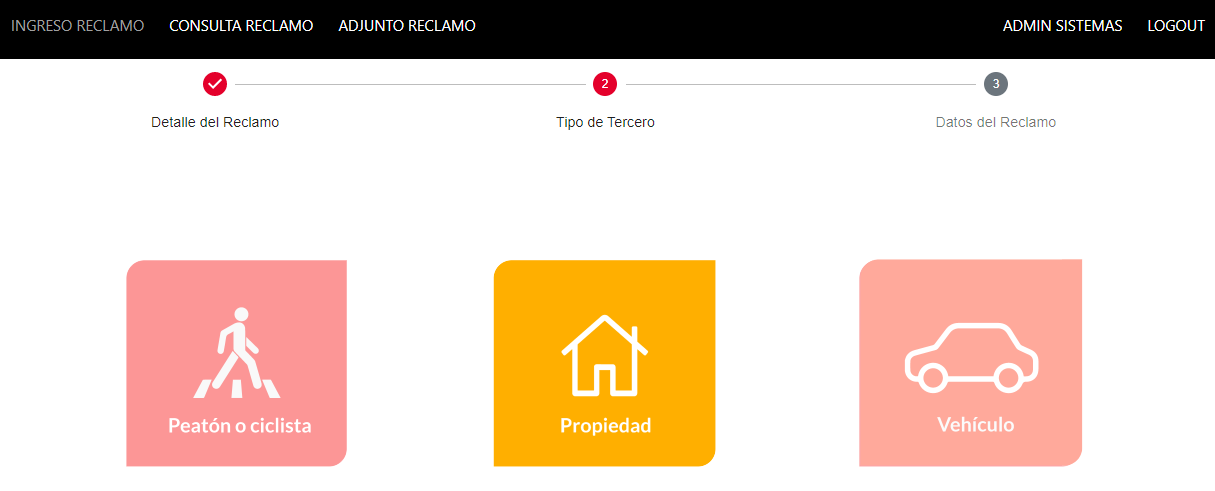 INGRESO RECLAMO CONSULTA RECLAMO ADJUNTO RECLAMO ADMIN SISTEMAS LOGOUT
2 3
Detalle del Reclamo Tipo de Tercero Datos del Reclamo
Peatón o ciclista Propiedad Vehículo